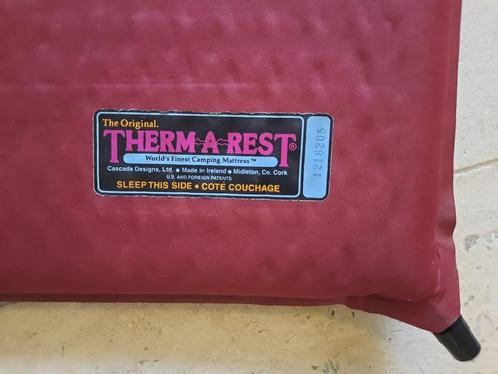 The Original.
THERM-A-REST®
World's Finest Camping Mattress™
Cascade Designs, Ltd. • Made in Ireland • Midleton, Co. Cork
U.S. AND FOREIGN PATENTS
SLEEP THIS SIDE • COTÉ COUCHAGE
1218205